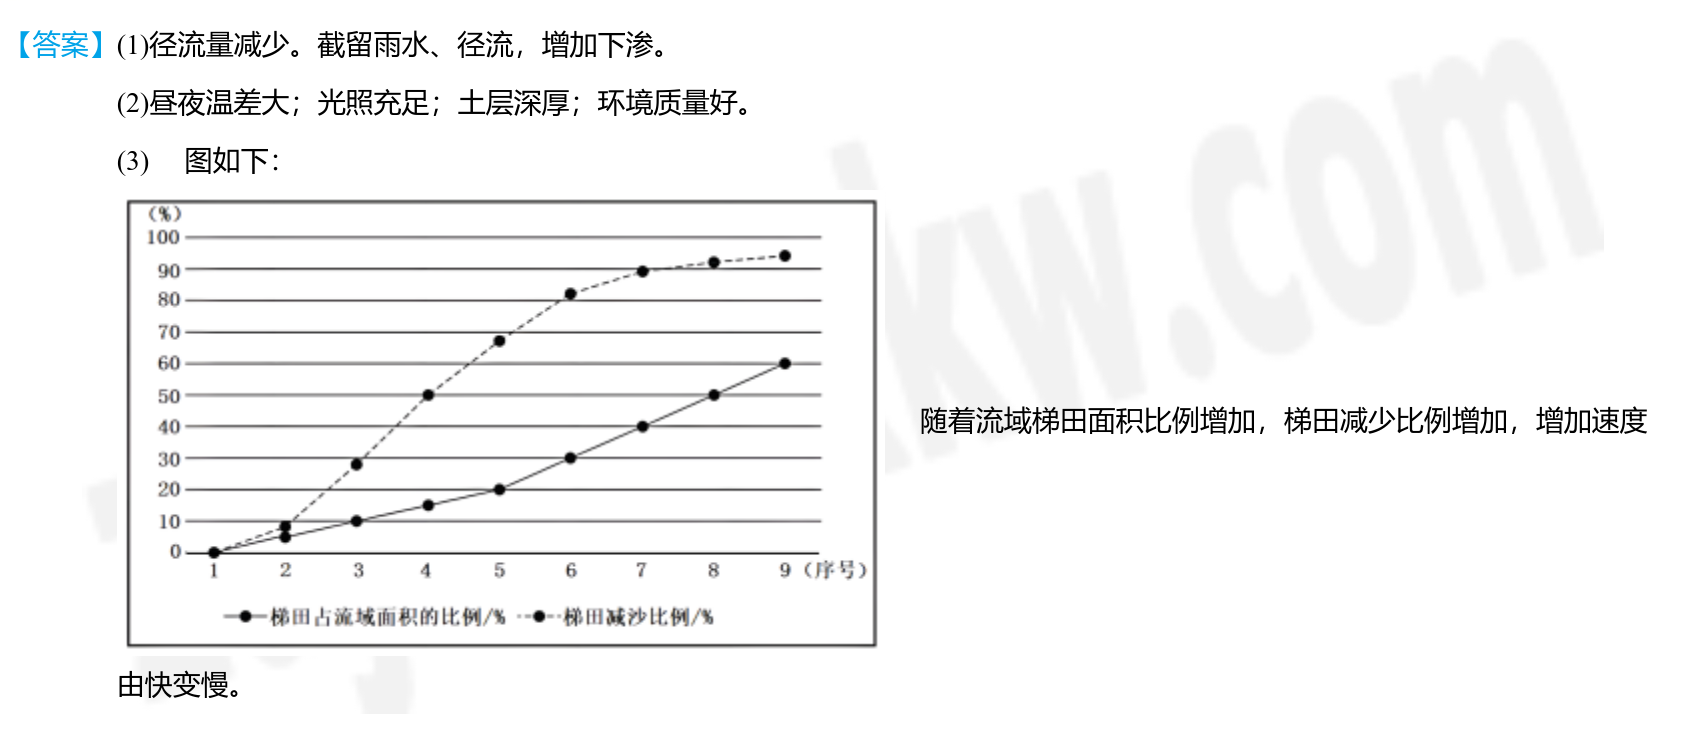 【答案】(1)径流量减少。截留雨水、径流，增加下渗。
(2)昼夜温差大；光照充足；土层深厚；环境质量好。
(3) 图如下：
(%)
100
90
80
70
60
50
40
30
20
10
0
1 2 3 4 5 6 7 8 9 (序号)
梯田占流域面积的比例/% 梯田减沙比例/%
随着流域梯田面积比例增加，梯田减少比例增加，增加速度
由快变慢。
kw.com